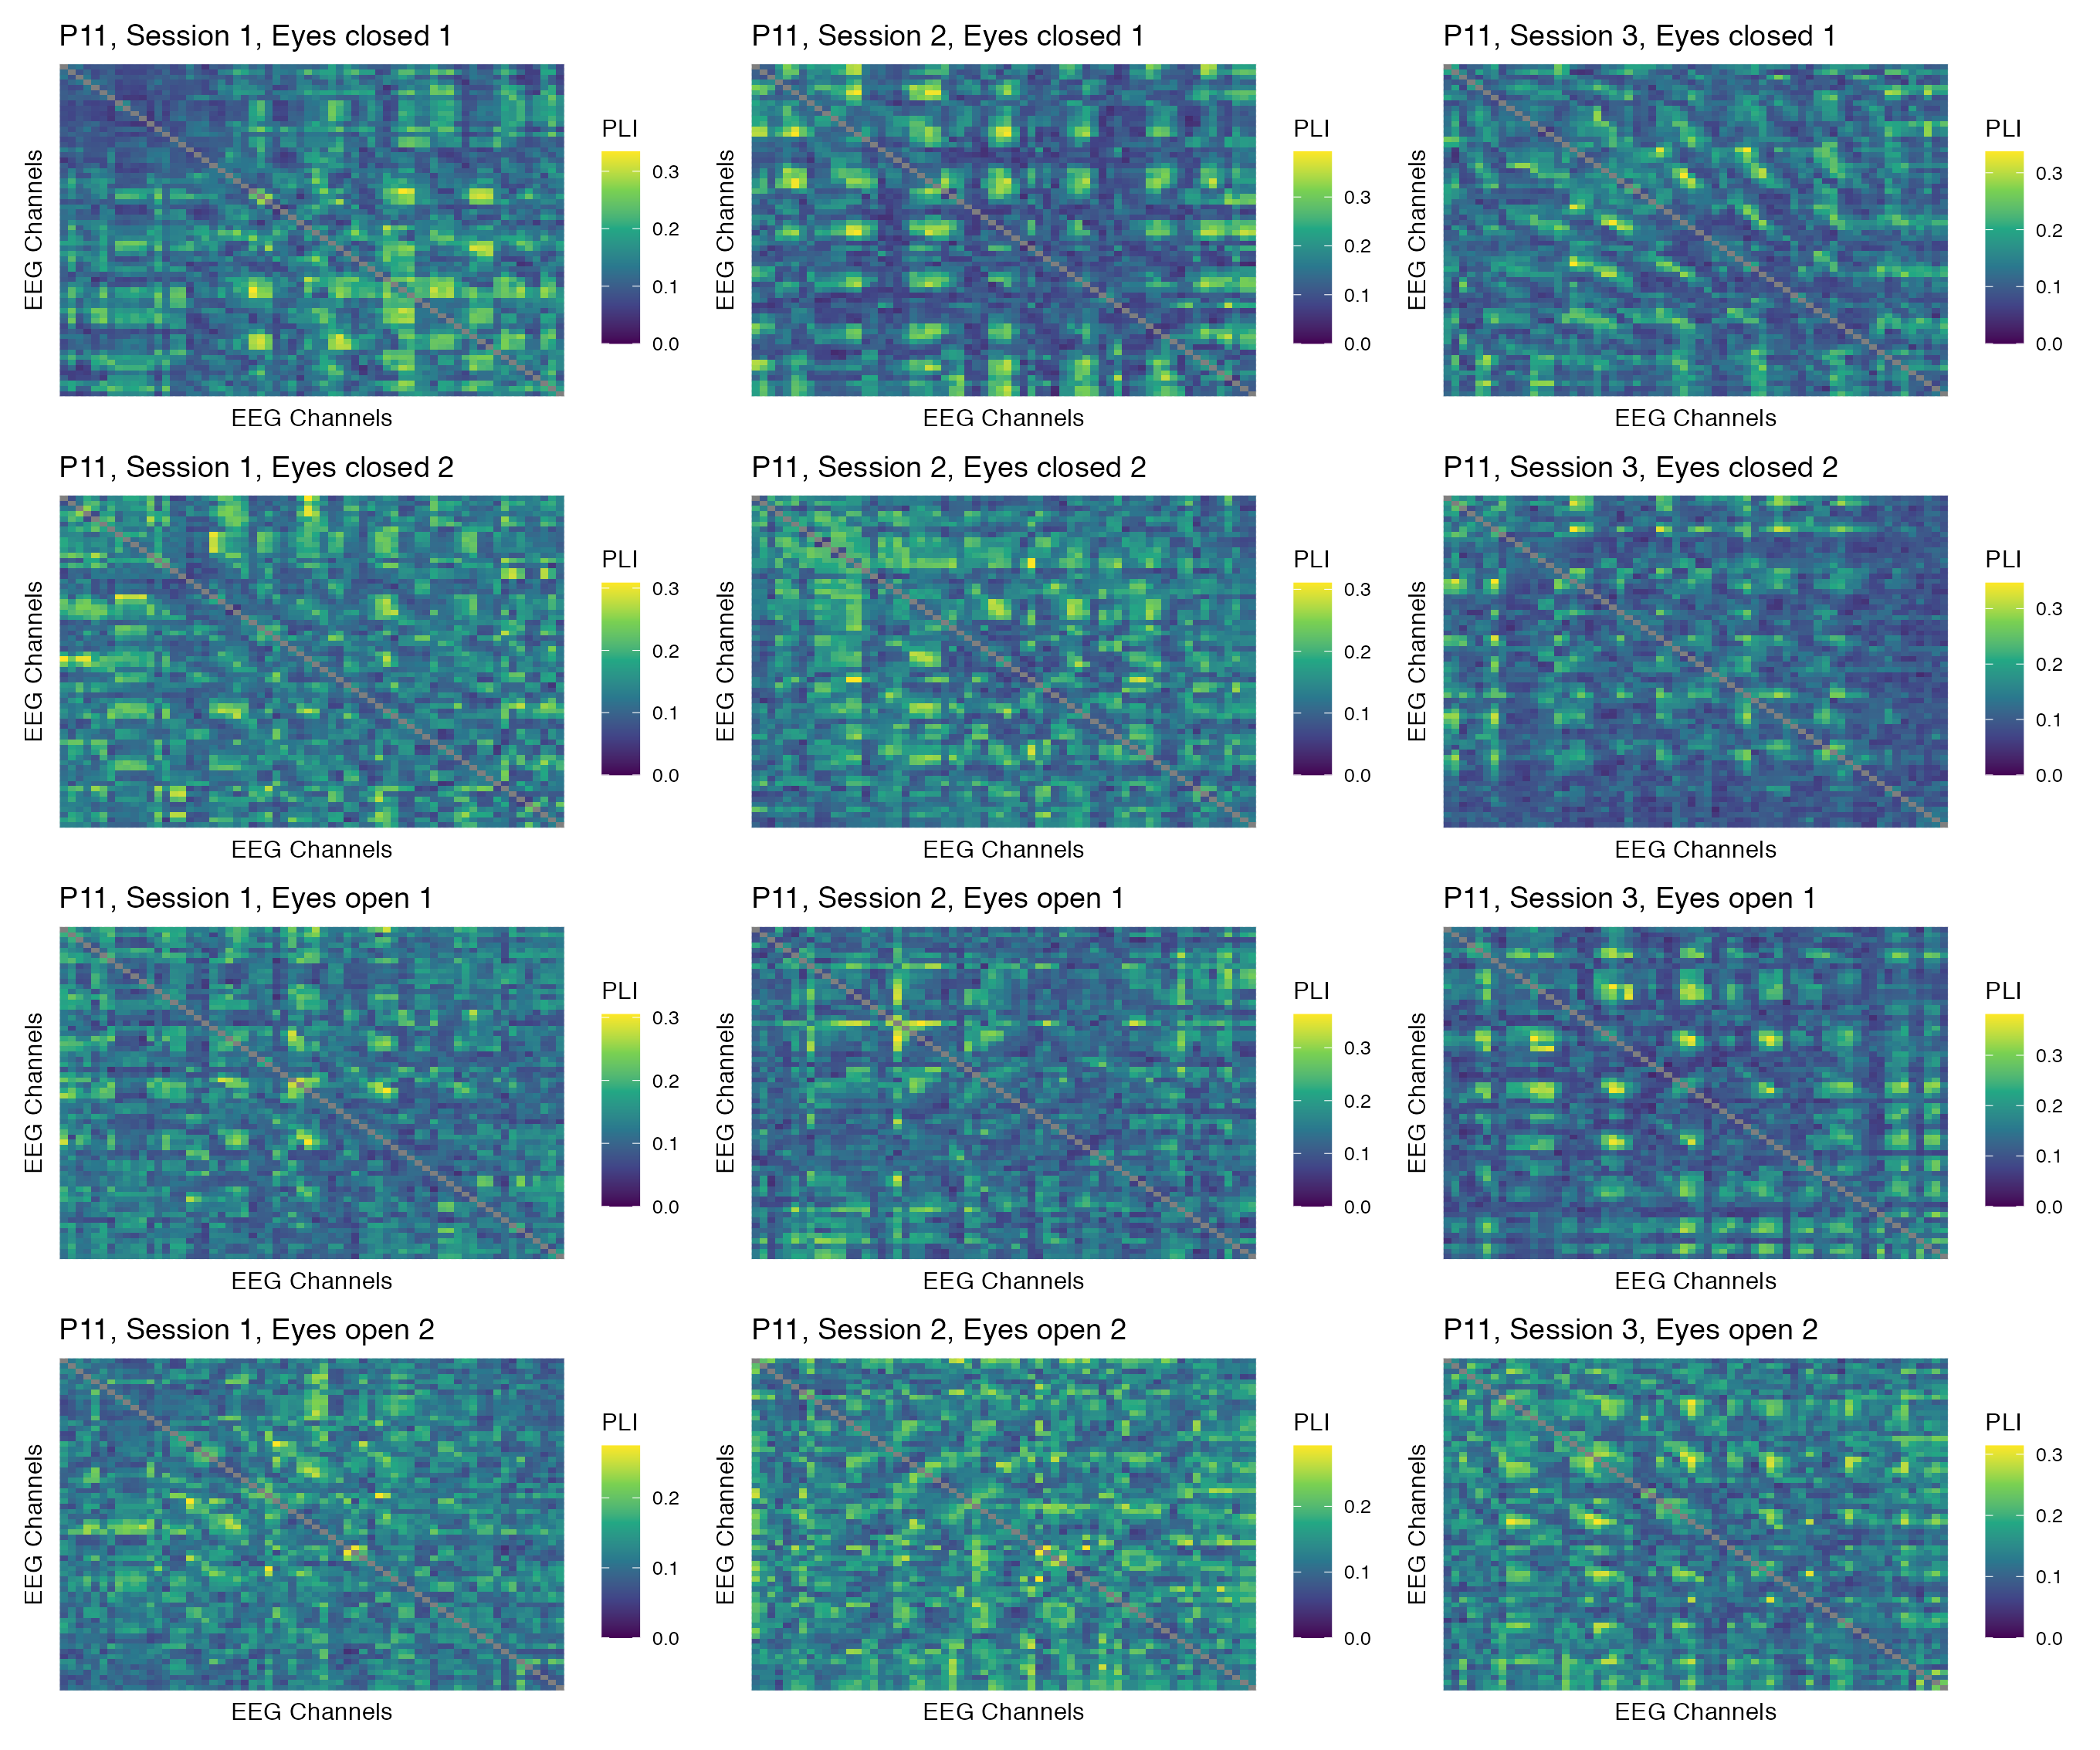 P11, Session 1, Eyes closed 1
P11, Session 2, Eyes closed 1
P11, Session 3, Eyes closed 1
EEG Channels
PLI
0.3
0.2
0.1
0.0
EEG Channels
EEG Channels
PLI
0.3
0.2
0.1
0.0
EEG Channels
EEG Channels
PLI
0.3
0.2
0.1
0.0
EEG Channels
P11, Session 1, Eyes closed 2
P11, Session 2, Eyes closed 2
P11, Session 3, Eyes closed 2
EEG Channels
PLI
0.3
0.2
0.1
0.0
EEG Channels
EEG Channels
PLI
0.3
0.2
0.1
0.0
EEG Channels
EEG Channels
PLI
0.3
0.2
0.1
0.0
EEG Channels
P11, Session 1, Eyes open 1
P11, Session 2, Eyes open 1
P11, Session 3, Eyes open 1
EEG Channels
PLI
0.3
0.2
0.1
0.0
EEG Channels
EEG Channels
PLI
0.3
0.2
0.1
0.0
EEG Channels
EEG Channels
PLI
0.3
0.2
0.1
0.0
EEG Channels
P11, Session 1, Eyes open 2
P11, Session 2, Eyes open 2
P11, Session 3, Eyes open 2
EEG Channels
PLI
0.2
0.1
0.0
EEG Channels
EEG Channels
PLI
0.2
0.1
0.0
EEG Channels
EEG Channels
PLI
0.3
0.2
0.1
0.0
EEG Channels